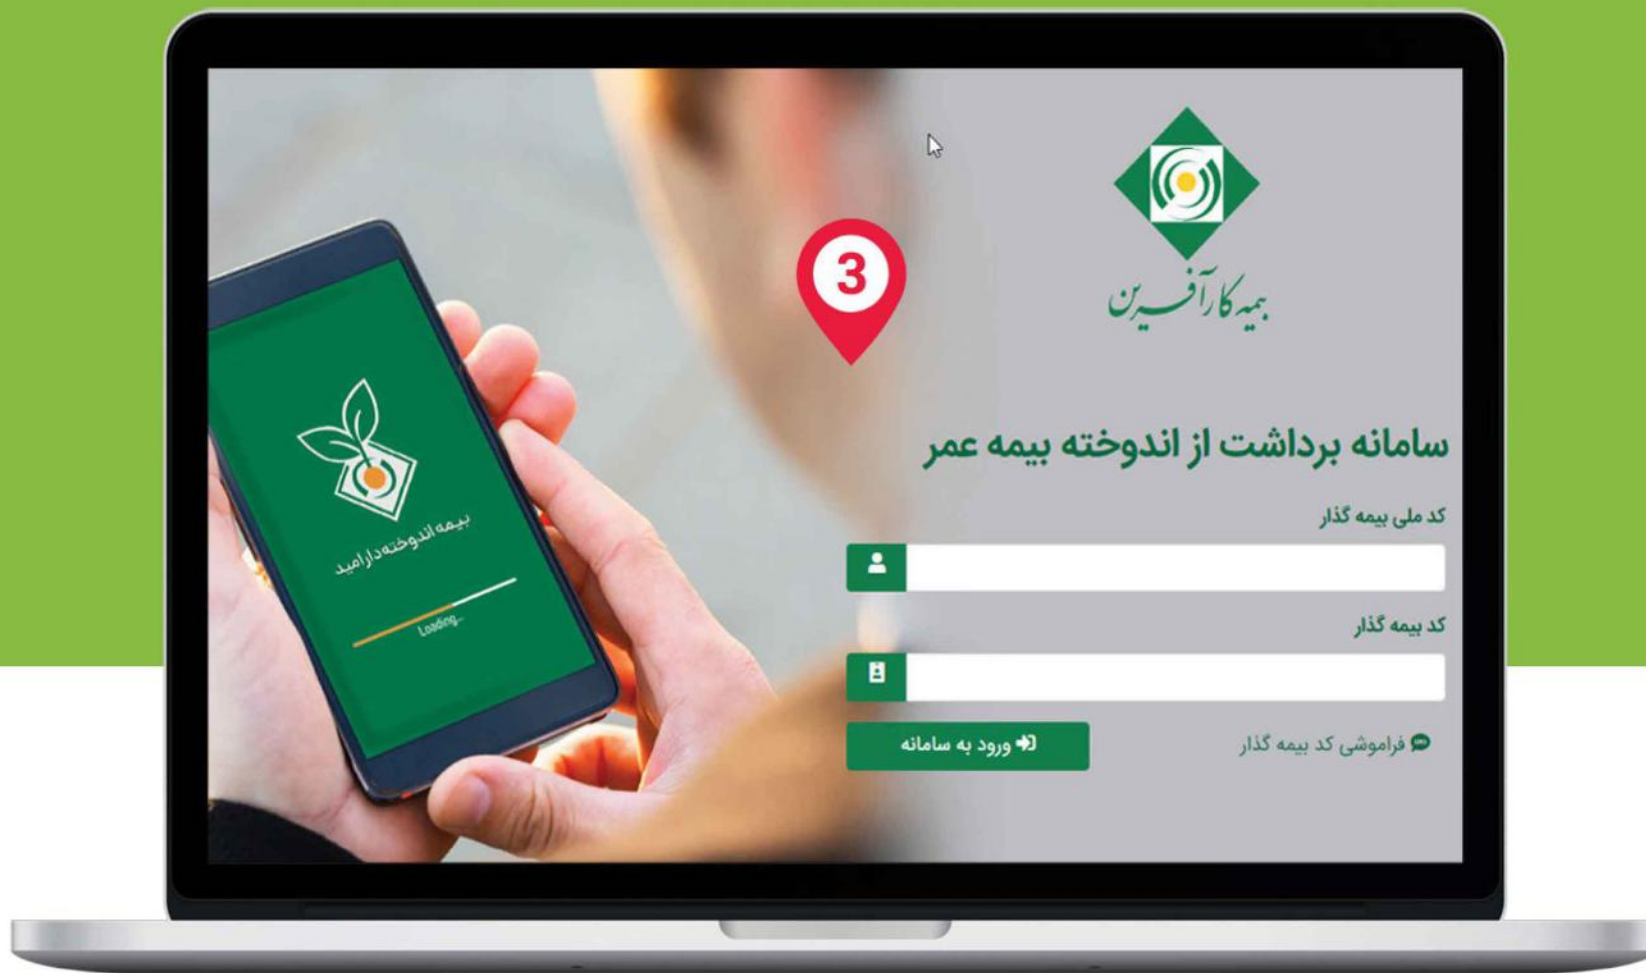 بیمه کارآفرین
3
سامانه برداشت از اندوخته بیمه عمر
کد ملی بیمه گذار
کد بیمه گذار
فراموشی کد بیمه گذار
ورود به سامانه
بیمه اندوخته‌دار امید
Loading...